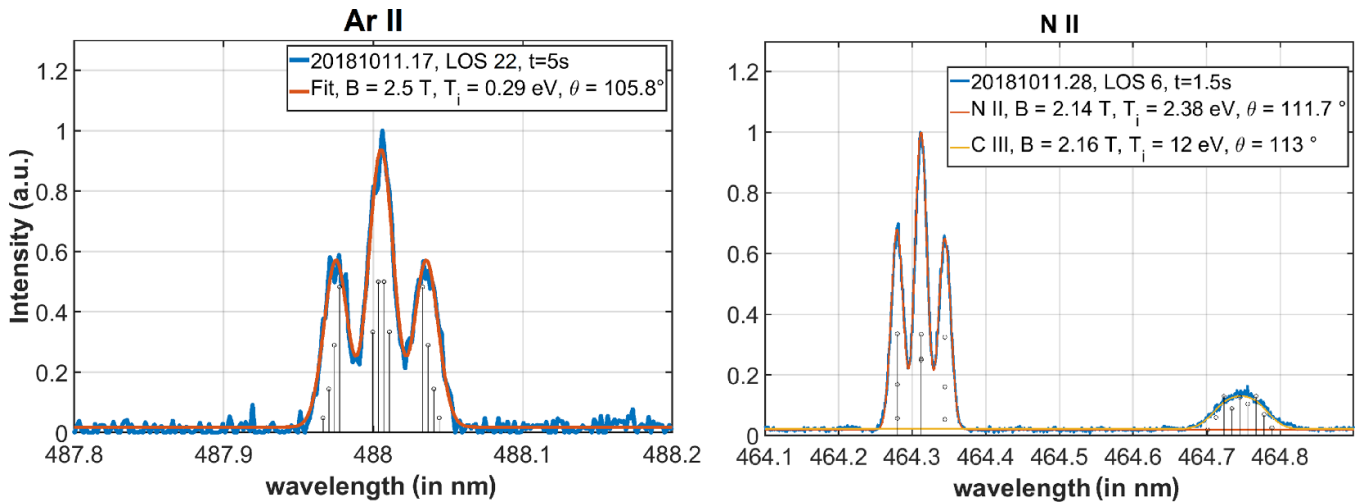 Ar II
20181011.17, LOS 22, t=5s
Fit, B = 2.5 T, T_i = 0.29 eV, θ = 105.8°
Intensity (a.u.)
1.2
1
0.8
0.6
0.4
0.2
0
487.8 487.9 488 488.1 488.2
wavelength (in nm)
N II
20181011.28, LOS 6, t=1.5s
N II, B = 2.14 T, T_i = 2.38 eV, θ = 111.7 °
C III, B = 2.16 T, T_i = 12 eV, θ = 113 °
1.2
1
0.8
0.6
0.4
0.2
0
464.1 464.2 464.3 464.4 464.5 464.6 464.7 464.8
wavelength (in nm)